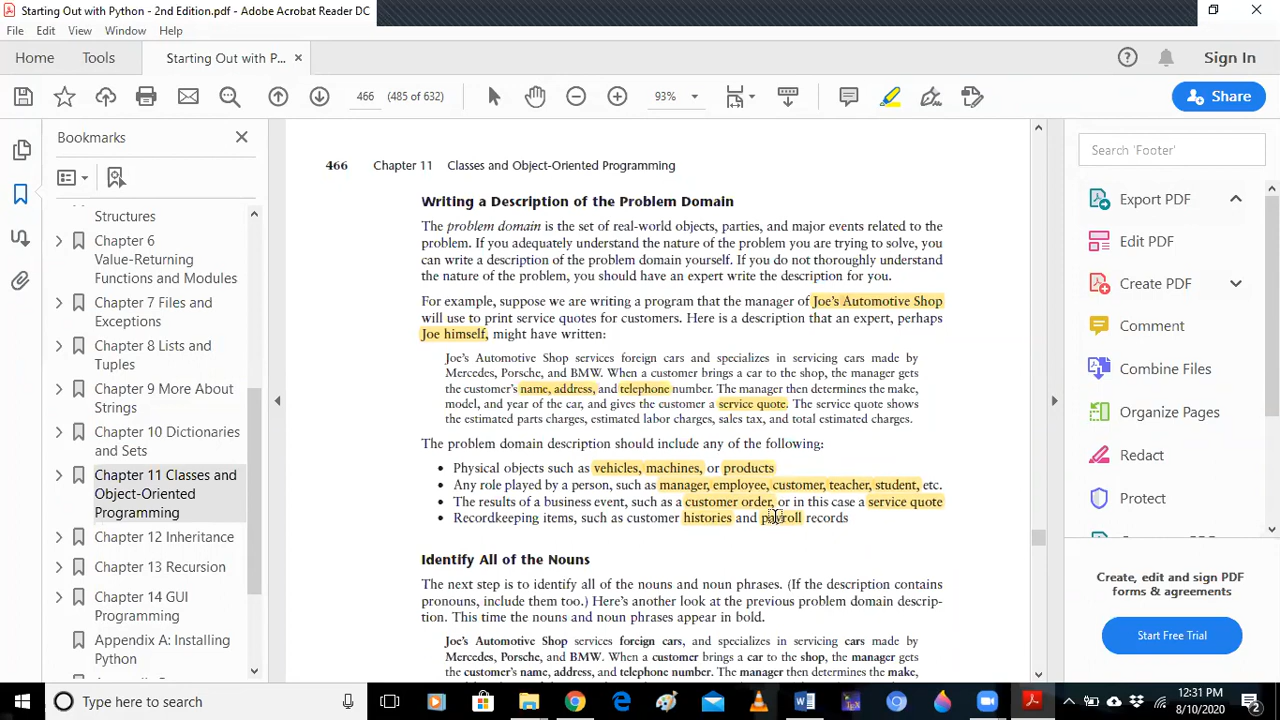 Starting Out with Python - 2nd Edition.pdf - Adobe Acrobat Reader DC
File Edit View Window Help
Home Tools Starting Out with P... ×
Sign In
466 (485 of 632) 93% Share
Bookmarks
Structures
Chapter 6
Value-Returning
Functions and Modules
Chapter 7 Files and
Exceptions
Chapter 8 Lists and
Tuples
Chapter 9 More About
Strings
Chapter 10 Dictionaries
and Sets
Chapter 11 Classes and
Object-Oriented
Programming
Chapter 12 Inheritance
Chapter 13 Recursion
Chapter 14 GUI
Programming
Appendix A: Installing
Python
466 Chapter 11 Classes and Object-Oriented Programming
Writing a Description of the Problem Domain
The problem domain is the set of real-world objects, parties, and major events related to the
problem. If you adequately understand the nature of the problem you are trying to solve, you
can write a description of the problem domain yourself. If you do not thoroughly understand
the nature of the problem, you should have an expert write the description for you.
For example, suppose we are writing a program that the manager of Joe's Automotive Shop
will use to print service quotes for customers. Here is a description that an expert, perhaps
Joe himself, might have written:
Joe's Automotive Shop services foreign cars and specializes in servicing cars made by
Mercedes, Porsche, and BMW. When a customer brings a car to the shop, the manager gets
the customer's name, address, and telephone number. The manager then determines the make,
model, and year of the car, and gives the customer a service quote. The service quote shows
the estimated parts charges, estimated labor charges, sales tax, and total estimated charges.
The problem domain description should include any of the following:
• Physical objects such as vehicles, machines, or products
• Any role played by a person, such as manager, employee, customer, teacher, student, etc.
• The results of a business event, such as a customer order, or in this case a service quote
• Recordkeeping items, such as customer histories and payroll records
Identify All of the Nouns
The next step is to identify all of the nouns and noun phrases. (If the description contains
pronouns, include them too.) Here's another look at the previous problem domain descrip-
tion. This time the nouns and noun phrases appear in bold.
Joe's Automotive Shop services foreign cars, and specializes in servicing cars made by
Mercedes, Porsche, and BMW. When a customer brings a car to the shop, the manager gets
the customer's name, address, and telephone number. The manager then determines the make,
Search 'Footer'
Export PDF
Edit PDF
Create PDF
Comment
Combine Files
Organize Pages
Redact
Protect
Create, edit and sign PDF
forms & agreements
Start Free Trial
Type here to search
12:31 PM
8/10/2020
2